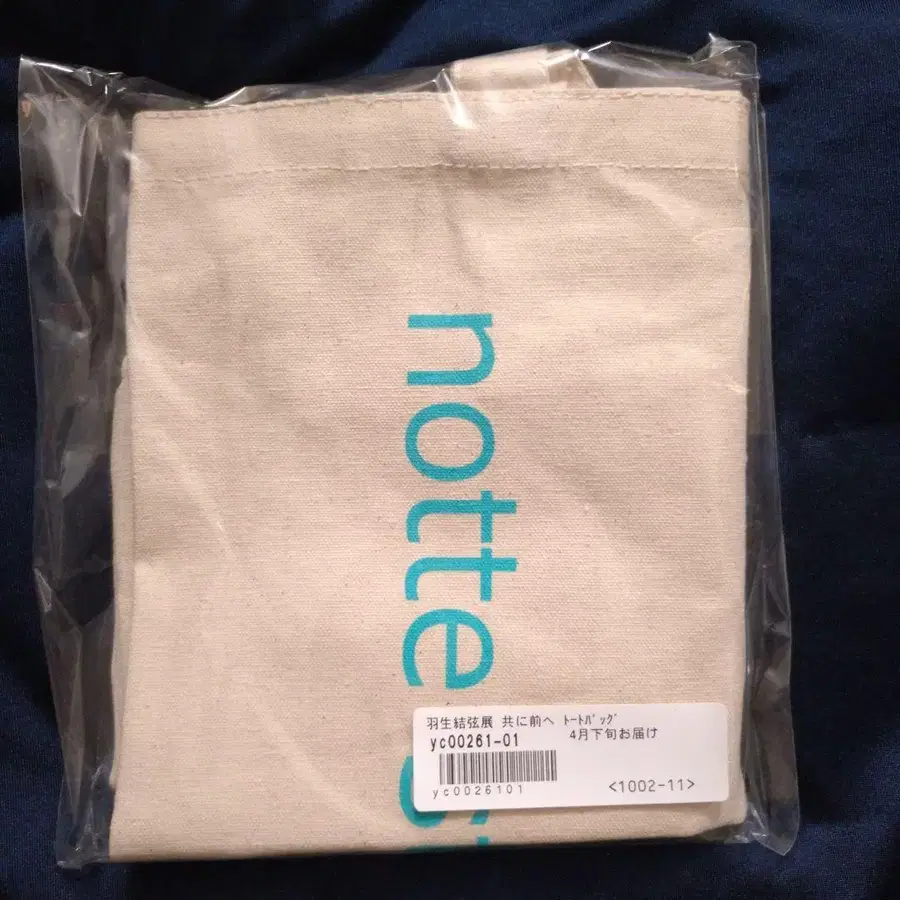 notte
羽生結弦展 共に前へ ﾄｰﾄﾊﾞｯｸﾞ
yc00261-01 4月下旬お届け
yc0026101 <1002-11>